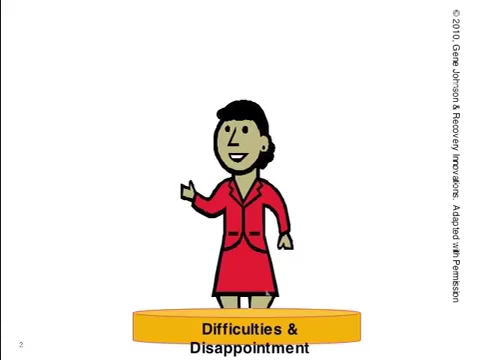 © 2010, Gene Johnson & Recovery Innovations. Adapted with Permission
Difficulties &
Disappointment
2